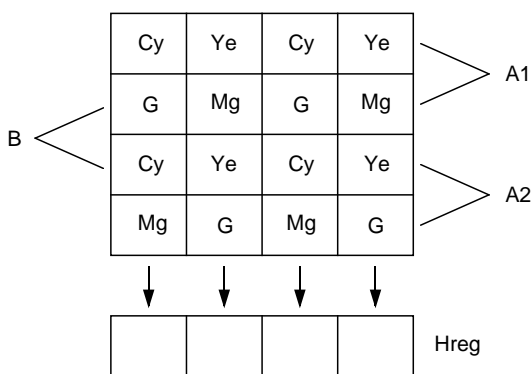 Cy Ye Cy Ye
A1
G Mg G Mg
B
Cy Ye Cy Ye
A2
Mg G Mg G
Hreg